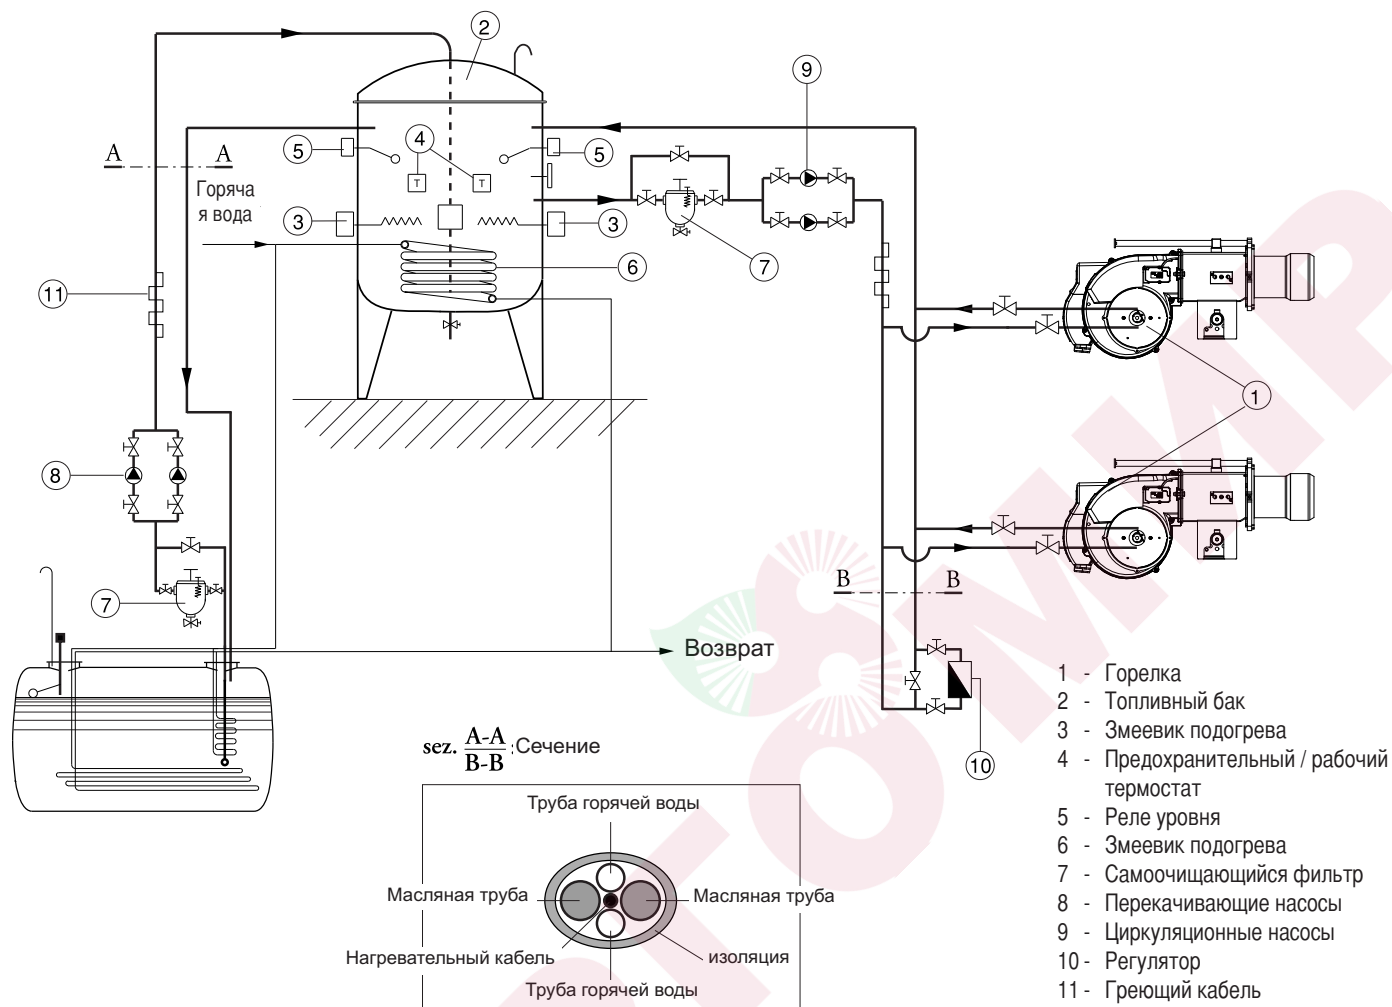 2
9
A
A
5
4
5
T
T
Горяча
я вода
3
3
7
6
11
1
8
7
B
B
Возврат
10
sez. A-A
B-B
:Сечение
Труба горячей воды
Масляная труба
Масляная труба
Нагревательный кабель
изоляция
Труба горячей воды
1 - Горелка
2 - Топливный бак
3 - Змеевик подогрева
4 - Предохранительный / рабочий
термостат
5 - Реле уровня
6 - Змеевик подогрева
7 - Самоочищающийся фильтр
8 - Перекачивающие насосы
9 - Циркуляционные насосы
10 - Регулятор
11 - Греющий кабель